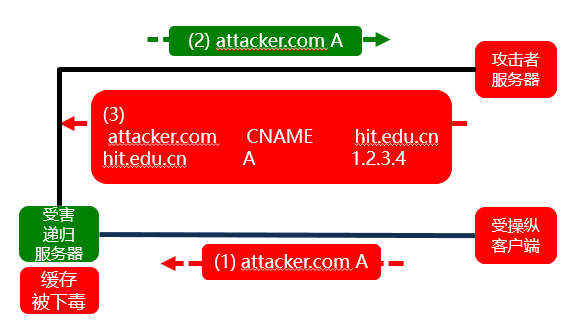 (2) attacker.com A
攻击者
服务器
(3)
attacker.com CNAME hit.edu.cn
hit.edu.cn A 1.2.3.4
受害
递归
服务器
受操纵
客户端
(1) attacker.com A
缓存
被下毒